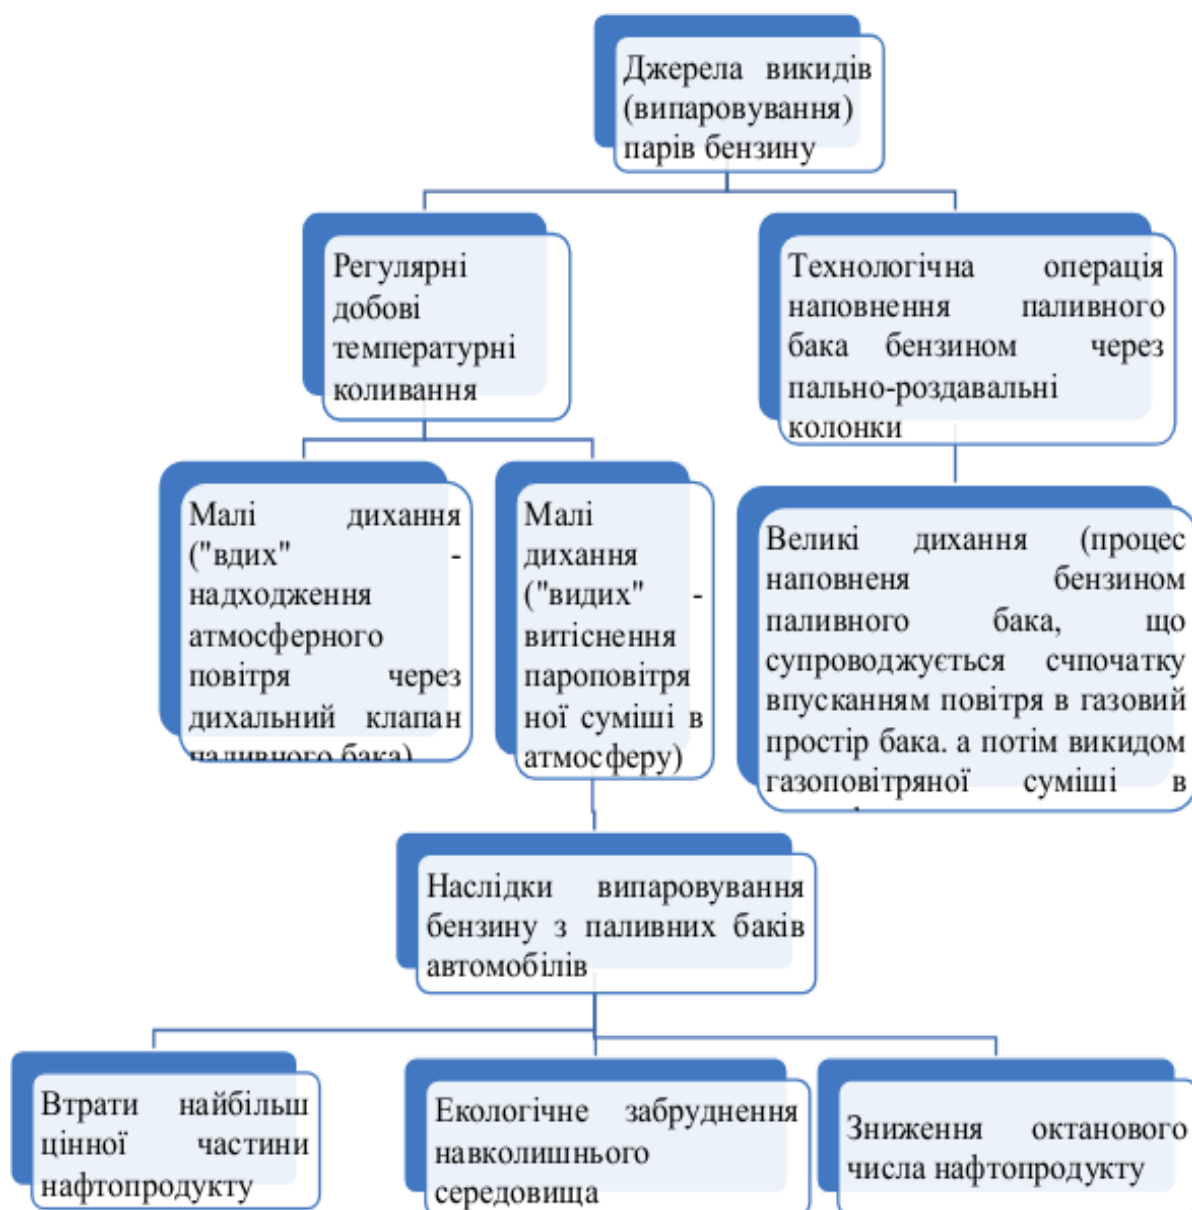 Джерела викидів
(випаровування)
парів бензину
Регулярні
добові
температурні
коливання
Технологічна операція
наповнення паливного
бака бензином через
пально-роздавальні
колонки
Малі дихання
("вдих" -
надходження
атмосферного
повітря через
дихальний клапан
паливного бака)
Малі
дихання
("видих" -
витіснення
пароповітря
ної суміші в
атмосферу)
Великі дихання (процес
наповненя бензином
паливного бака, що
супроводжується счпочатку
впусканням повітря в газовий
простір бака. а потім викидом
газоповітряної суміші в
Наслідки випаровування
бензину з паливних баків
автомобілів
Втрати найбільш
цінної частини
нафтопродукту
Екологічне забруднення
навколишнього
середовища
Зниження октанового
числа нафтопродукту